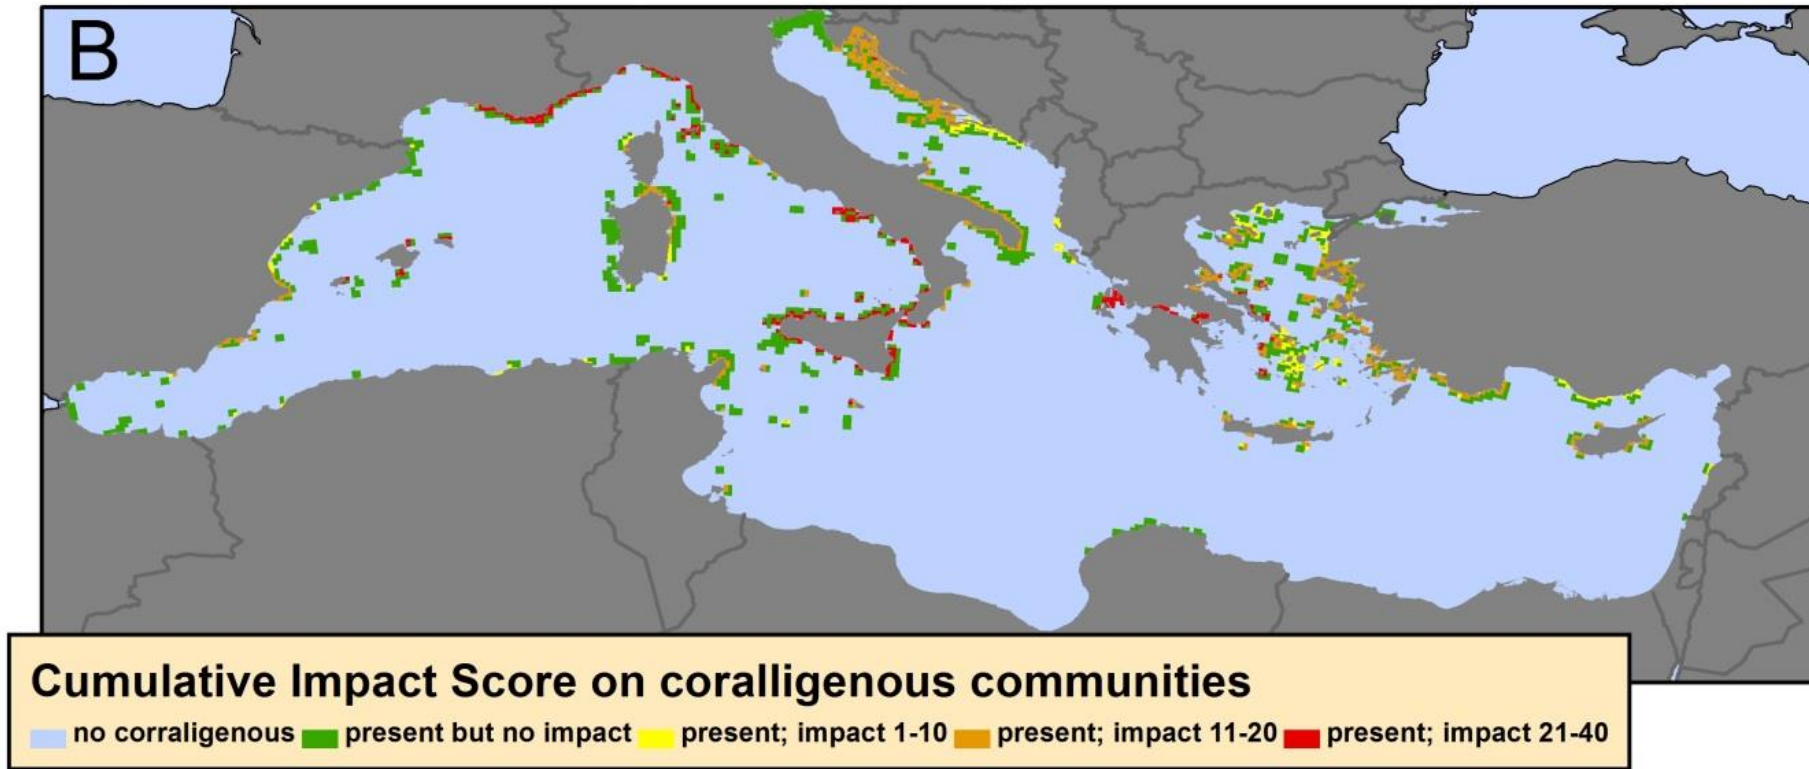 B
Cumulative Impact Score on coralligenous communities
no corraligenous present but no impact present; impact 1-10 present; impact 11-20 present; impact 21-40